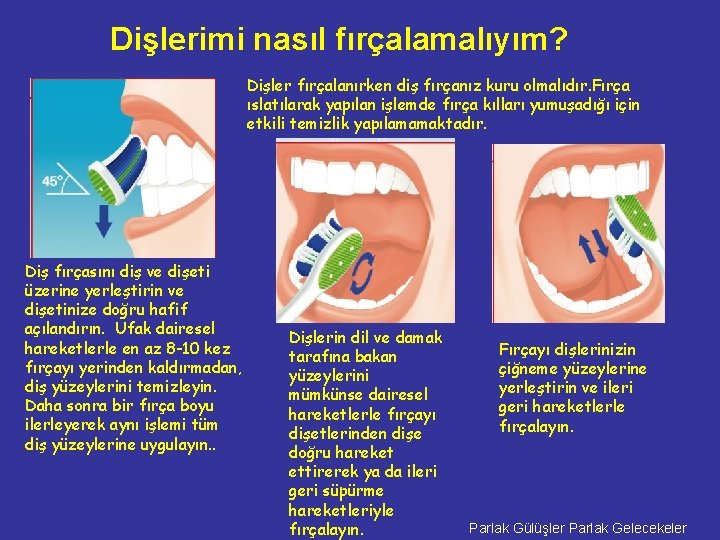 Dişlerimi nasıl fırçalamalıyım?
Dişler fırçalanırken diş fırçanız kuru olmalıdır.Fırça
ıslatılarak yapılan işlemde fırça kılları yumuşadığı için
etkili temizlik yapılamamaktadır.
45°
Diş fırçasını diş ve dişeti
üzerine yerleştirin ve
dişetinize doğru hafif
açılandırın. Ufak dairesel
hareketlerle en az 8-10 kez
fırçayı yerinden kaldırmadan,
diş yüzeylerini temizleyin.
Daha sonra bir fırça boyu
ilerleyerek aynı işlemi tüm
diş yüzeylerine uygulayın..
Dişlerin dil ve damak
tarafına bakan
yüzeylerini
mümkünse dairesel
hareketlerle fırçayı
dişetlerinden dişe
doğru hareket
ettirerek ya da ileri
geri süpürme
hareketleriyle
fırçalayın.
Fırçayı dişlerinizin
çiğneme yüzeylerine
yerleştirin ve ileri
geri hareketlerle
fırçalayın.
Parlak Gülüşler Parlak Gelecekeler